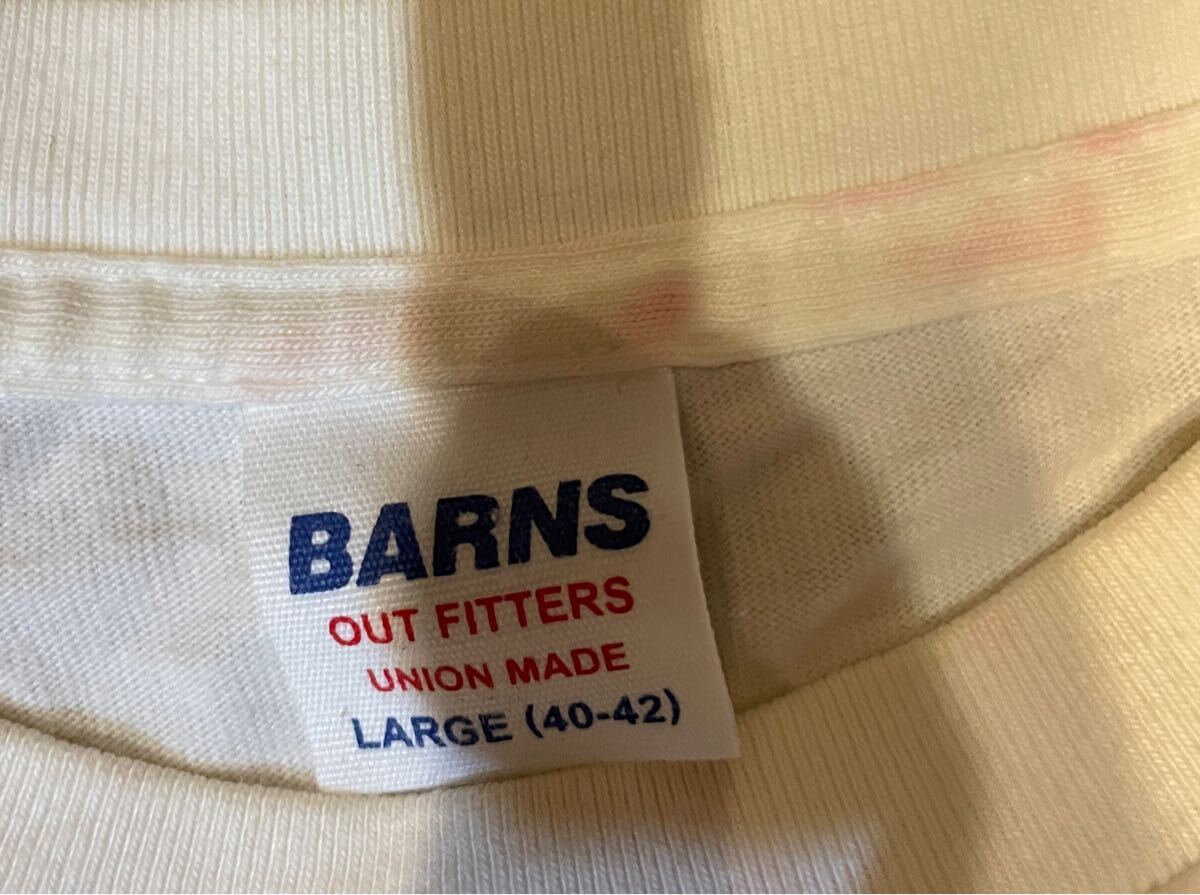 BARNS
OUT FITTERS
UNION MADE
LARGE (40-42)